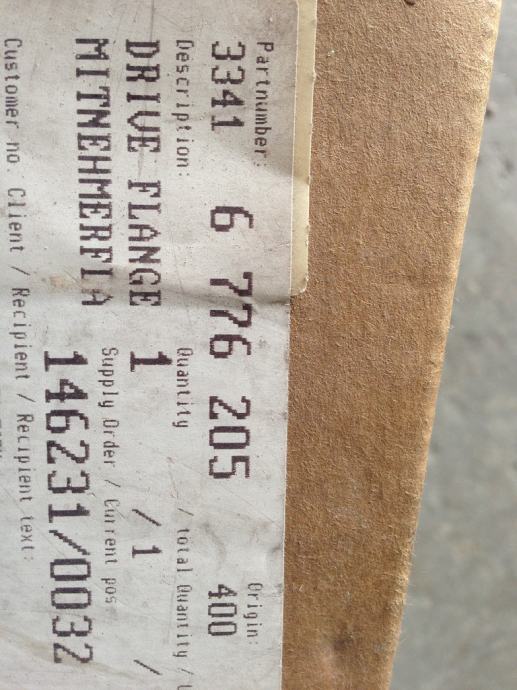 Partnumber: Origin:
3341 6 776 205 400
Description: Quantity / total Quantity /
DRIVE FLANGE 1 / 1 /
MITNEHMERFLA Supply Order / Current pos
146231/0032
Customer no. Client / Recipient / Recipient text: